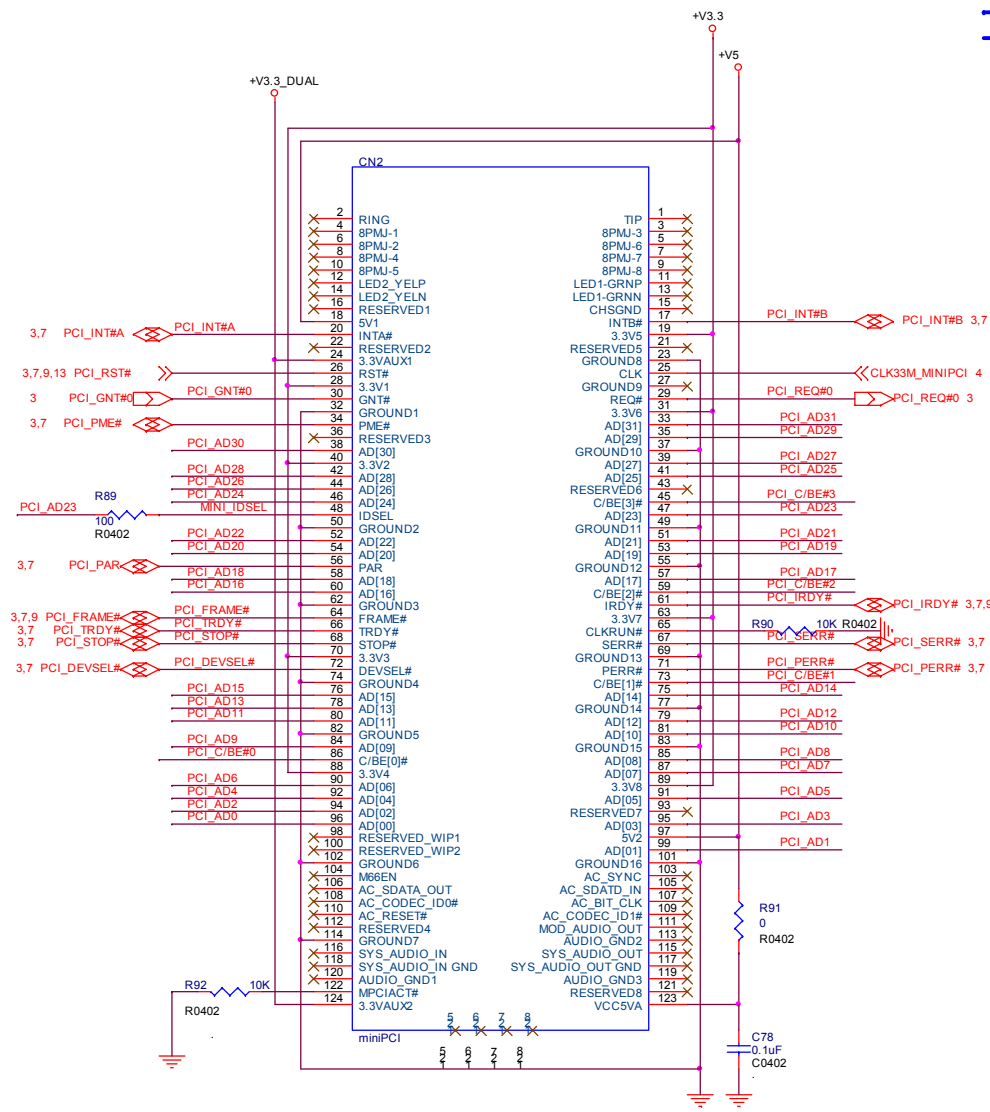 +V3.3
+V5
+V3.3_DUAL
CN2
2 RING TIP 1
4 8PMJ-1 8PMJ-3 3
6 8PMJ-2 8PMJ-6 5
8 8PMJ-4 8PMJ-7 7
10 8PMJ-5 8PMJ-8 9
12 LED2_YELP LED1-GRNP 11
14 LED2_YELN LED1-GRNN 13
16 RESERVED1 CHSGND 15
18 5V1 INTB# 17 PCI_INT#B PCI_INT#B 3,7
3,7 PCI_INT#A PCI_INT#A 20 INTA# 3.3V5 19
22 RESERVED2 RESERVED5 21
24 3.3VAUX1 GROUND8 23
3,7,9,13 PCI_RST# 26 RST# CLK 25 CLK33M_MINIPCI 4
28 3.3V1 GROUND9 27
3 PCI_GNT#0 PCI_GNT#0 30 GNT# REQ# 29 PCI_REQ#0 PCI_REQ#0 3
32 GROUND1 3.3V6 31
3,7 PCI_PME# 34 PME# AD[31] 33 PCI_AD31
36 RESERVED3 AD[29] 35 PCI_AD29
PCI_AD30 38 AD[30] GROUND10 37
40 3.3V2 AD[27] 39 PCI_AD27
PCI_AD28 42 AD[28] AD[25] 41 PCI_AD25
PCI_AD26 44 AD[26] RESERVED6 43
PCI_AD24 46 AD[24] C/BE[3]# 45 PCI_C/BE#3
PCI_AD23 R89 100 R0402 MINI_IDSEL 48 IDSEL AD[23] 47 PCI_AD23
50 GROUND2 GROUND11 49
PCI_AD22 52 AD[22] AD[21] 51 PCI_AD21
PCI_AD20 54 AD[20] AD[19] 53 PCI_AD19
3,7 PCI_PAR 56 PAR GROUND12 55
PCI_AD18 58 AD[18] AD[17] 57 PCI_AD17
PCI_AD16 60 AD[16] C/BE[2]# 59 PCI_C/BE#2
62 GROUND3 IRDY# 61 PCI_IRDY# PCI_IRDY# 3,7,9
3,7,9 PCI_FRAME# PCI_FRAME# 64 FRAME# 3.3V7 63
3,7 PCI_TRDY# PCI_TRDY# 66 TRDY# CLKRUN# 65 R90 10K R0402
3,7 PCI_STOP# PCI_STOP# 68 STOP# SERR# 67 PCI_SERR# PCI_SERR# 3,7
70 3.3V3 GROUND13 69
3,7 PCI_DEVSEL# PCI_DEVSEL# 72 DEVSEL# PERR# 71 PCI_PERR# PCI_PERR# 3,7
74 GROUND4 C/BE[1]# 73 PCI_C/BE#1
PCI_AD15 76 AD[15] AD[14] 75 PCI_AD14
PCI_AD13 78 AD[13] GROUND14 77
PCI_AD11 80 AD[11] AD[12] 79 PCI_AD12
82 GROUND5 AD[10] 81 PCI_AD10
PCI_AD9 84 AD[09] GROUND15 83
PCI_C/BE#0 86 C/BE[0]# AD[08] 85 PCI_AD8
88 3.3V4 AD[07] 87 PCI_AD7
PCI_AD6 90 AD[06] 3.3V8 89
PCI_AD4 92 AD[04] AD[05] 91 PCI_AD5
PCI_AD2 94 AD[02] RESERVED7 93
PCI_AD0 96 AD[00] AD[03] 95 PCI_AD3
98 RESERVED_WIP1 5V2 97
100 RESERVED_WIP2 AD[01] 99 PCI_AD1
102 GROUND6 GROUND16 101
104 M66EN AC_SYNC 103
106 AC_SDATA_OUT AC_SDATD_IN 105
108 AC_CODEC_ID0# AC_BIT_CLK 107
110 AC_RESET# AC_CODEC_ID1# 109
112 RESERVED4 MOD_AUDIO_OUT 111
114 GROUND7 AUDIO_GND2 113
116 SYS_AUDIO_IN SYS_AUDIO_OUT 115
118 SYS_AUDIO_IN GND SYS_AUDIO_OUT GND 117
120 AUDIO_GND1 AUDIO_GND3 119
R92 10K R0402 122 MPCIACT# RESERVED8 121
124 3.3VAUX2 VCC5VA 123
R91
0
R0402
C78
0.1uF
C0402
miniPCI